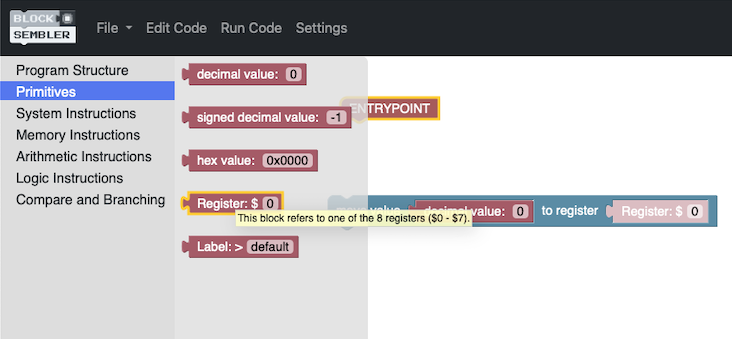 BLOCK
SEMBLER
File Edit Code Run Code Settings
Program Structure
Primitives
System Instructions
Memory Instructions
Arithmetic Instructions
Logic Instructions
Compare and Branching
decimal value: 0
signed decimal value: -1
hex value: 0x0000
Register: $ 0
This block refers to one of the 8 registers ($0 - $7).
Label: > default
ENTRYPOINT
move value decimal value: 0 to register Register: $ 0